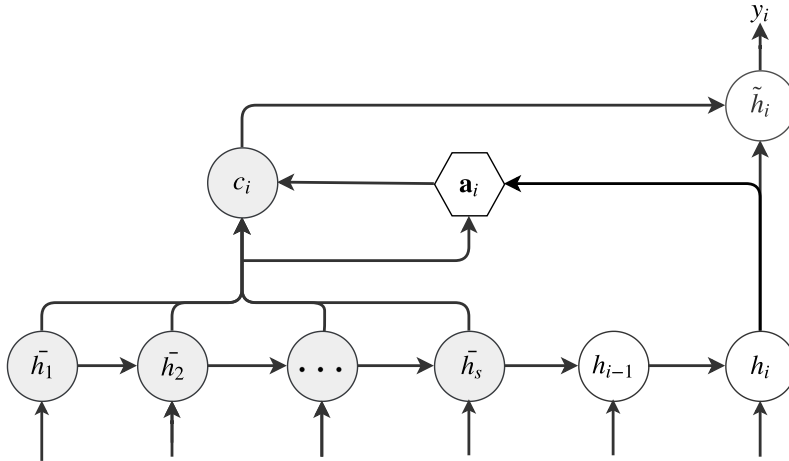 yᵢ
h̃ᵢ
cᵢ
aᵢ
h̄₁
h̄₂
• • •
h̄ₛ
hᵢ₋₁
hᵢ